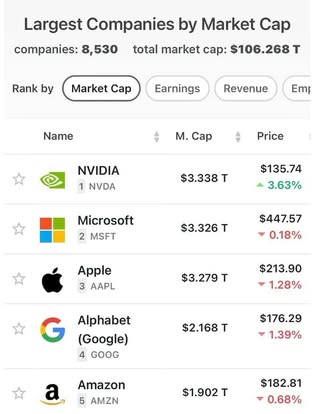 Largest Companies by Market Cap
companies: 8,530 total market cap: $106.268 T
Rank by Market Cap Earnings Revenue
Name M. Cap Price
NVIDIA
1 NVDA
$3.338 T
$135.74
3.63%
Microsoft
2 MSFT
$3.326 T
$447.57
0.18%
Apple
3 AAPL
$3.279 T
$213.90
1.28%
Alphabet
(Google)
4 GOOG
$2.168 T
$176.29
1.39%
Amazon
5 AMZN
$1.902 T
$182.81
0.68%